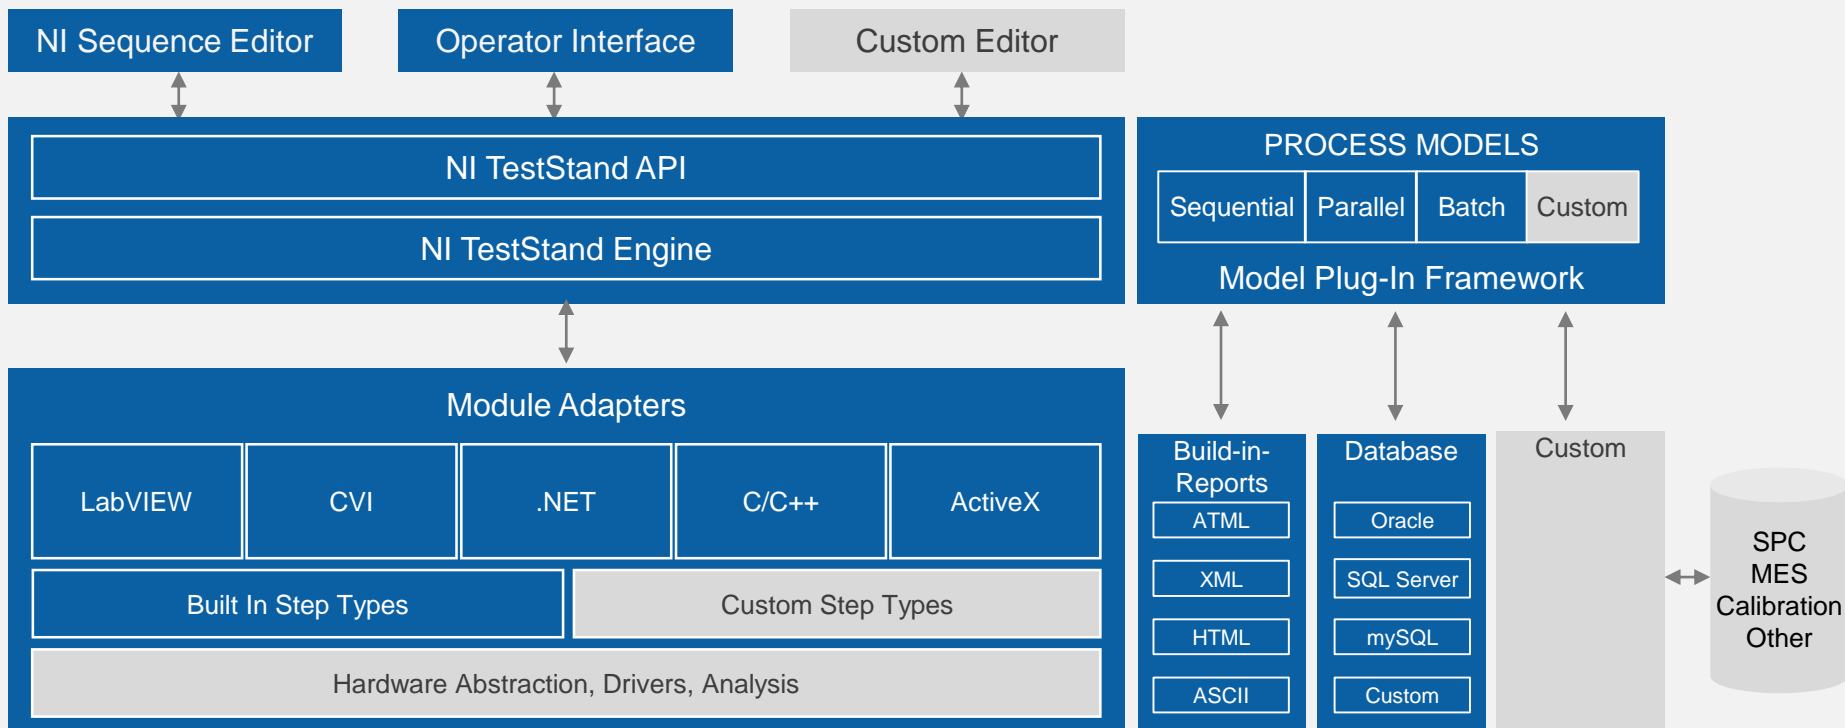 NI Sequence Editor
Operator Interface
Custom Editor
NI TestStand API
NI TestStand Engine
PROCESS MODELS
Sequential
Parallel
Batch
Custom
Model Plug-In Framework
Module Adapters
LabVIEW
CVI
.NET
C/C++
ActiveX
Built In Step Types
Custom Step Types
Hardware Abstraction, Drivers, Analysis
Build-in-
Reports
ATML
XML
HTML
ASCII
Database
Oracle
SQL Server
mySQL
Custom
Custom
SPC
MES
Calibration
Other